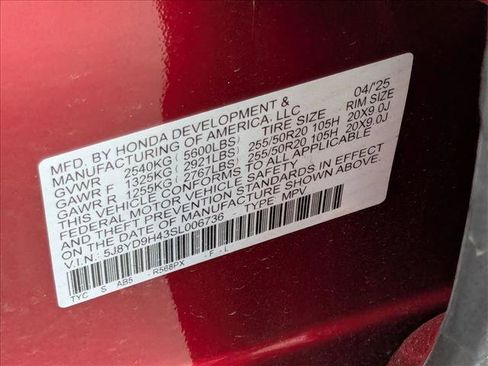 MFD. BY HONDA DEVELOPMENT & 04/'25
MANUFACTURING OF AMERICA, LLC TIRE SIZE RIM SIZE
GVWR 2540KG (5600LBS)
GAWR F 1325KG (2921LBS) 255/50R20 105H 20X9.0J
GAWR R 1255KG (2767LBS) 255/50R20 105H 20X9.0J
THIS VEHICLE CONFORMS TO ALL APPLICABLE
FEDERAL MOTOR VEHICLE SAFETY STANDARDS IN EFFECT
AND THEFT PREVENTION STANDARDS IN EFFECT
ON THE DATE OF MANUFACTURE SHOWN ABOVE.
V.I.N.: 5J8YD9H43SL006736 TYPE: MPV
TYC S AB5 - R568PX - F - L